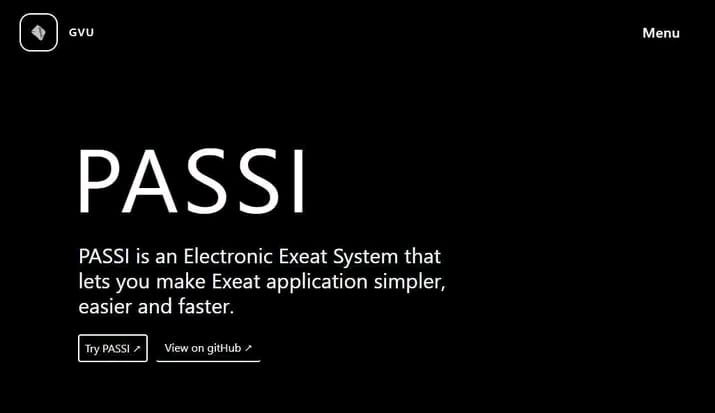 GVU
Menu
PASSI
PASSI is an Electronic Exeat System that
lets you make Exeat application simpler,
easier and faster.
Try PASSI ↗
View on gitHub ↗